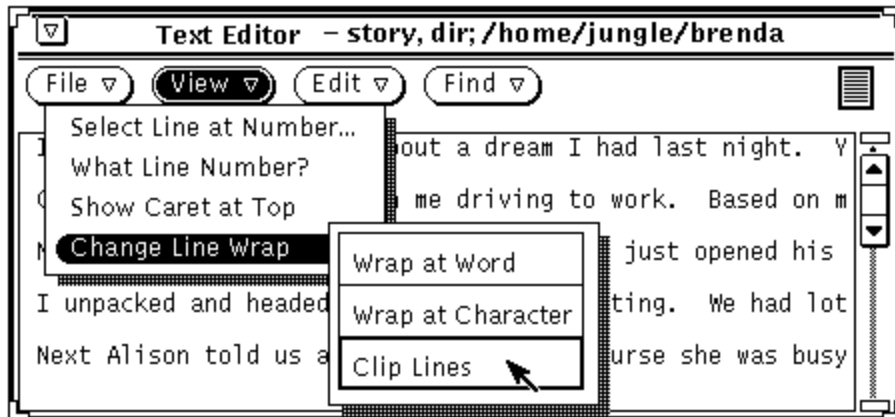 Text Editor – story, dir; /home/jungle/brenda
File View Edit Find
Select Line at Number...
What Line Number?
Show Caret at Top
Change Line Wrap
Wrap at Word
Wrap at Character
Clip Lines
a dream I had last night.
me driving to work. Based on
just opened his
I unpacked and headed
We had lot
Next Alison told us
she was busy